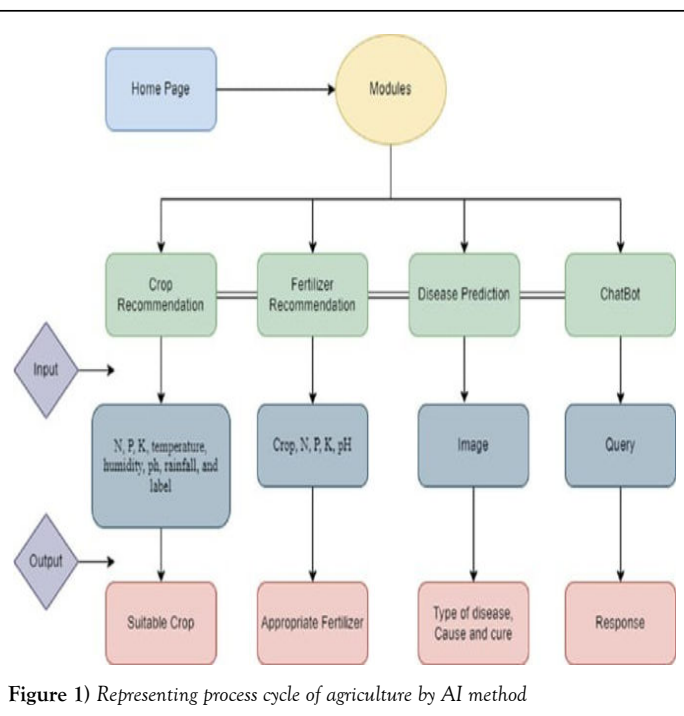 Home Page
Modules
Crop
Recommendation
Fertilizer
Recommendation
Disease Prediction
ChatBot
Input
N, P, K, temperature,
humidity, ph, rainfall, and
label
Crop, N, P, K, pH
Image
Query
Output
Suitable Crop
Appropriate Fertilizer
Type of disease,
Cause and cure
Response
Figure 1) Representing process cycle of agriculture by AI method